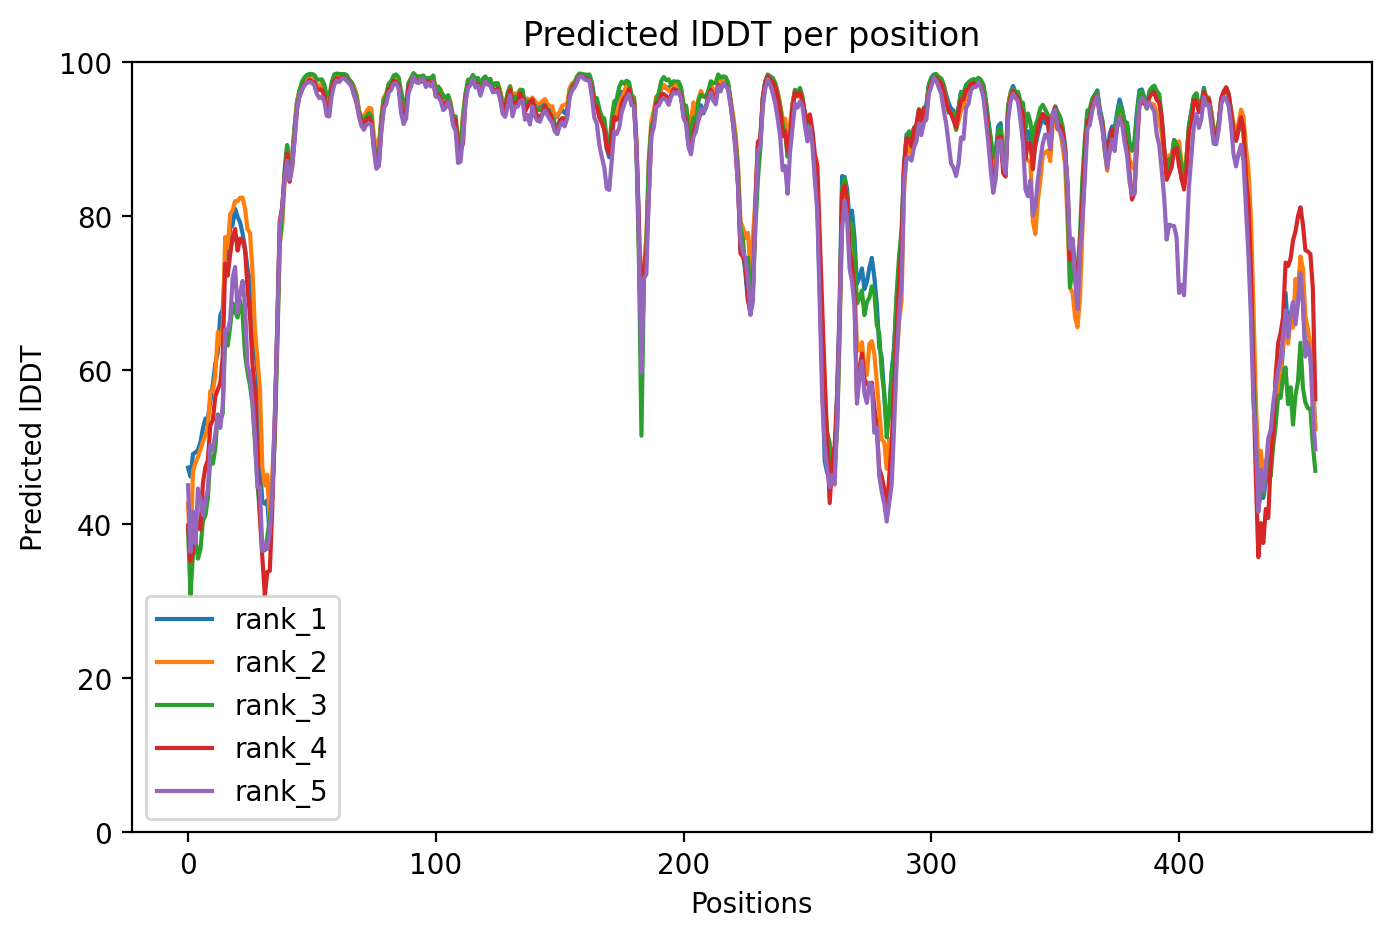 Predicted lDDT per position
100
80
60
40
20
0
Predicted lDDT
rank_1
rank_2
rank_3
rank_4
rank_5
0 100 200 300 400
Positions